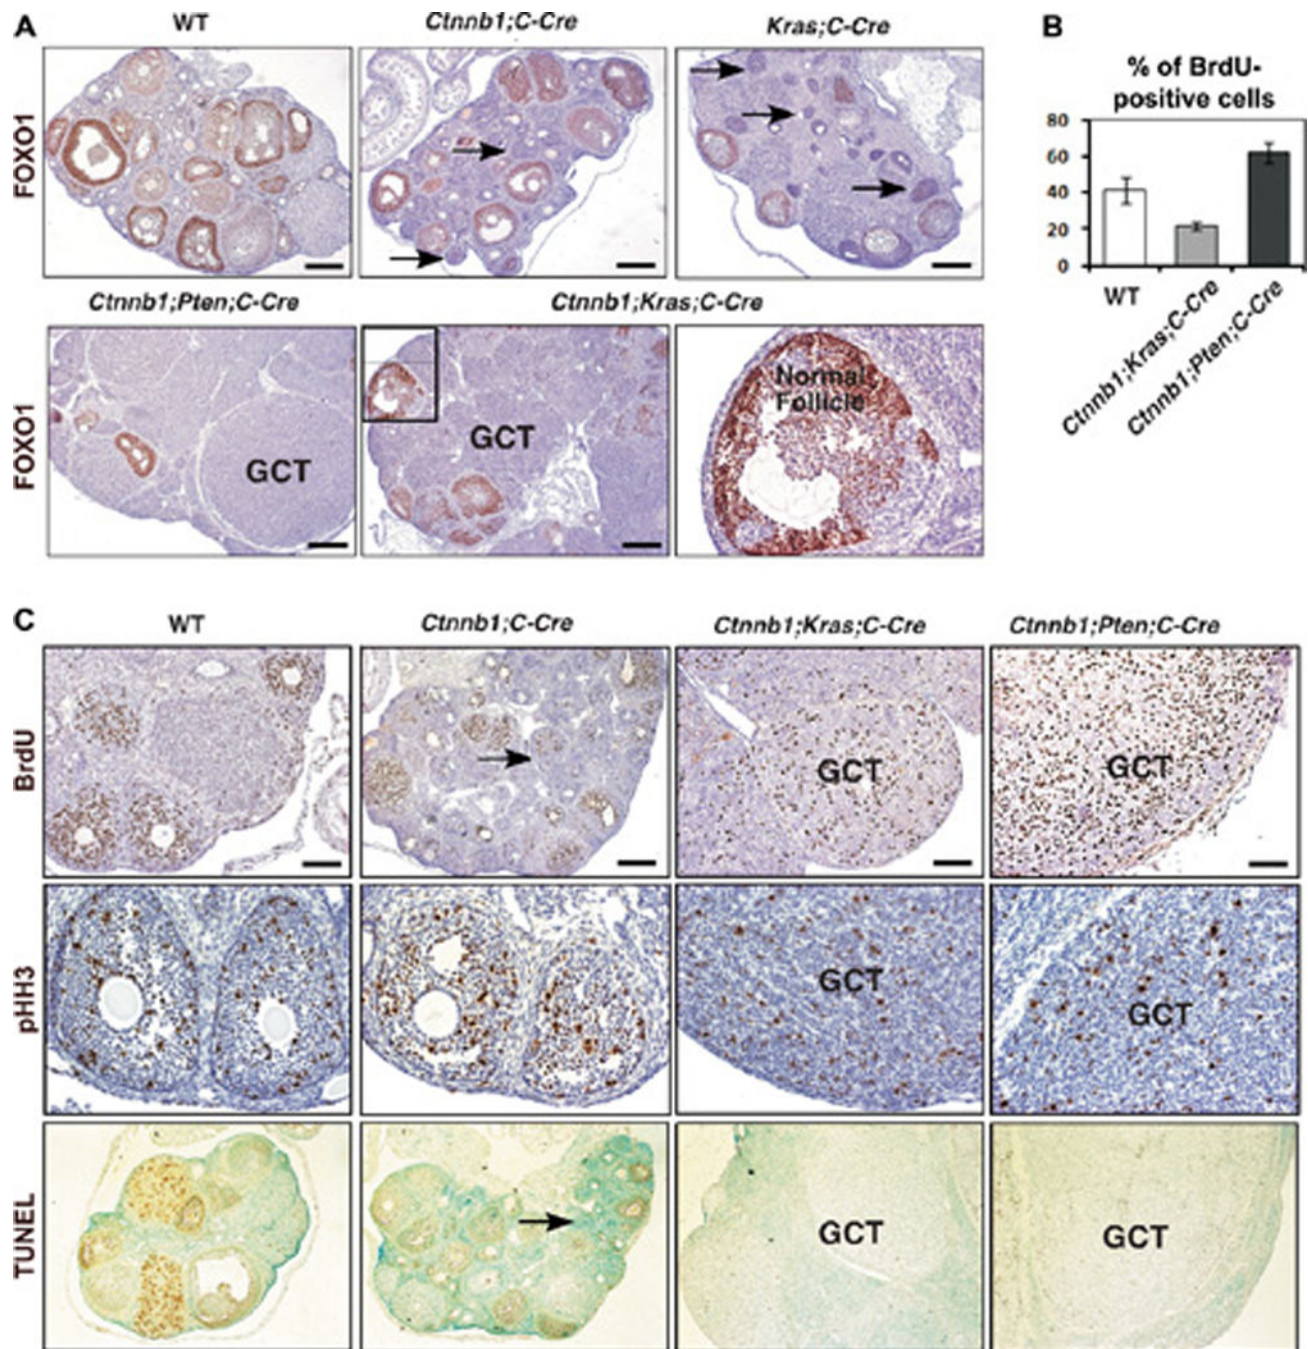 A
WT
Ctnnb1;C-Cre
Kras;C-Cre
FOXO1
Ctnnb1;Pten;C-Cre
Ctnnb1;Kras;C-Cre
FOXO1
GCT
GCT
Normal
Follicle
B
% of BrdU-
positive cells
80
60
40
20
0
WT
Ctnnb1;Kras;C-Cre
Ctnnb1;Pten;C-Cre
C
WT
Ctnnb1;C-Cre
Ctnnb1;Kras;C-Cre
Ctnnb1;Pten;C-Cre
BrdU
GCT
GCT
pHH3
GCT
GCT
TUNEL
GCT
GCT